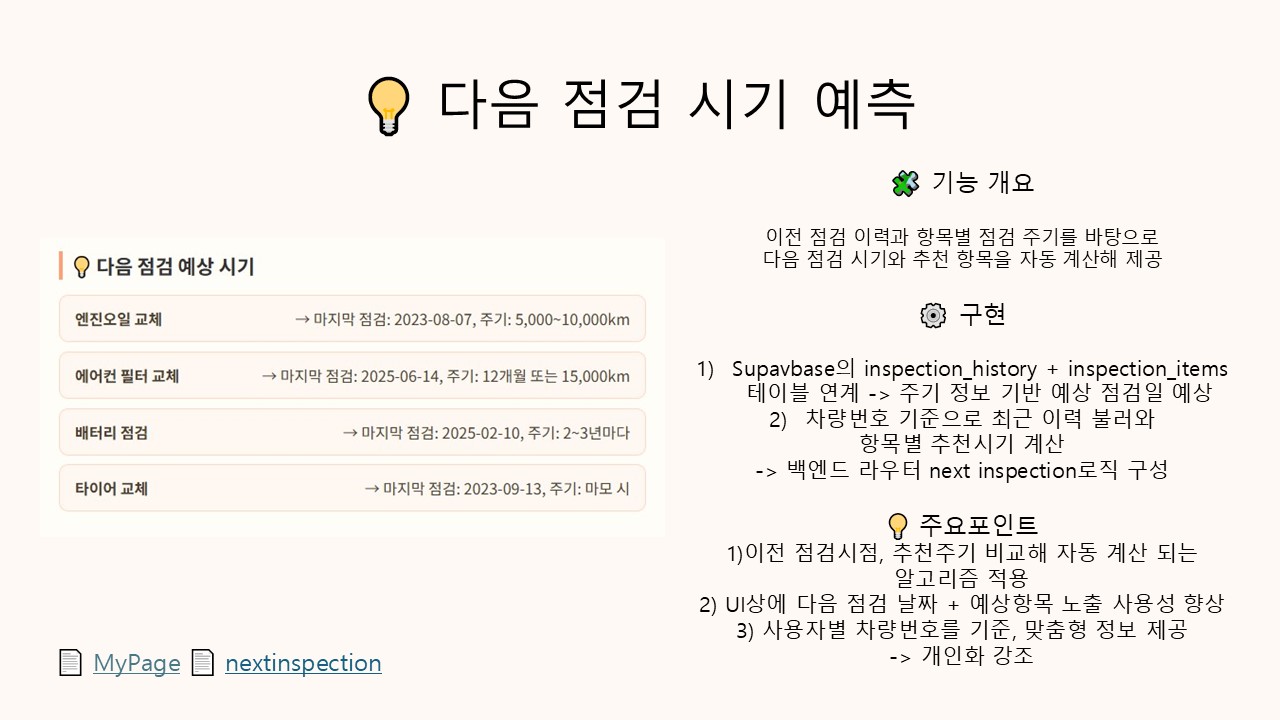 💡 다음 점검 시기 예측
💡 다음 점검 예상 시기
엔진오일 교체 → 마지막 점검: 2023-08-07, 주기: 5,000~10,000km
에어컨 필터 교체 → 마지막 점검: 2025-06-14, 주기: 12개월 또는 15,000km
배터리 점검 → 마지막 점검: 2025-02-10, 주기: 2~3년마다
타이어 교체 → 마지막 점검: 2023-09-13, 주기: 마모 시
🧩 기능 개요
이전 점검 이력과 항목별 점검 주기를 바탕으로
다음 점검 시기와 추천 항목을 자동 계산해 제공
⚙️ 구현
1) Supavbase의 inspection_history + inspection_items
테이블 연계 -> 주기 정보 기반 예상 점검일 예상
2) 차량번호 기준으로 최근 이력 불러와
항목별 추천시기 계산
-> 백엔드 라우터 next inspection로직 구성
💡 주요포인트
1)이전 점검시점, 추천주기 비교해 자동 계산 되는
알고리즘 적용
2) UI상에 다음 점검 날짜 + 예상항목 노출 사용성 향상
3) 사용자별 차량번호를 기준, 맞춤형 정보 제공
-> 개인화 강조
📄 MyPage 📄 nextinspection